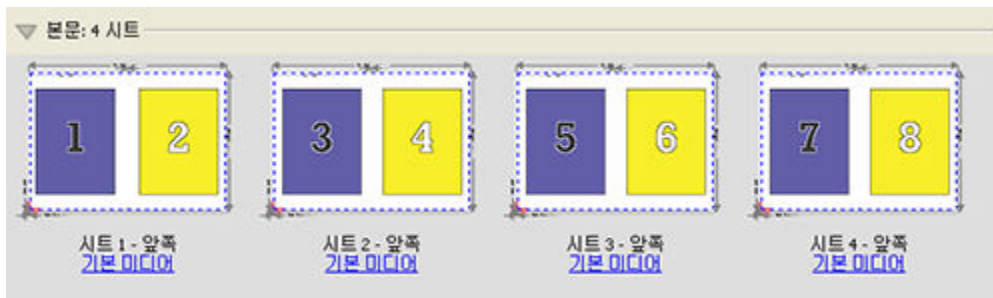 본문: 4 시트
1 2 3 4 5 6 7 8
시트 1 - 앞쪽 시트 2 - 앞쪽 시트 3 - 앞쪽 시트 4 - 앞쪽
기본 미디어 기본 미디어 기본 미디어 기본 미디어